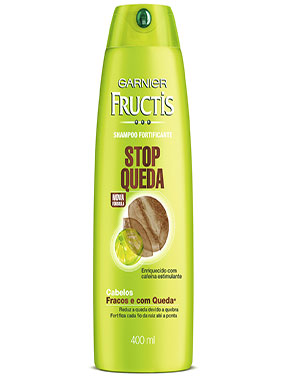 GARNIER
FRUCTIS
SHAMPOO FORTIFICANTE
STOP
QUEDA
NOVA
FÓRMULA
Enriquecido com
cafeína estimulante
Cabelos
Fracos e com Queda*
Reduz a queda devido a quebra
Fortifica cada fio da raiz até a ponta
400 ml